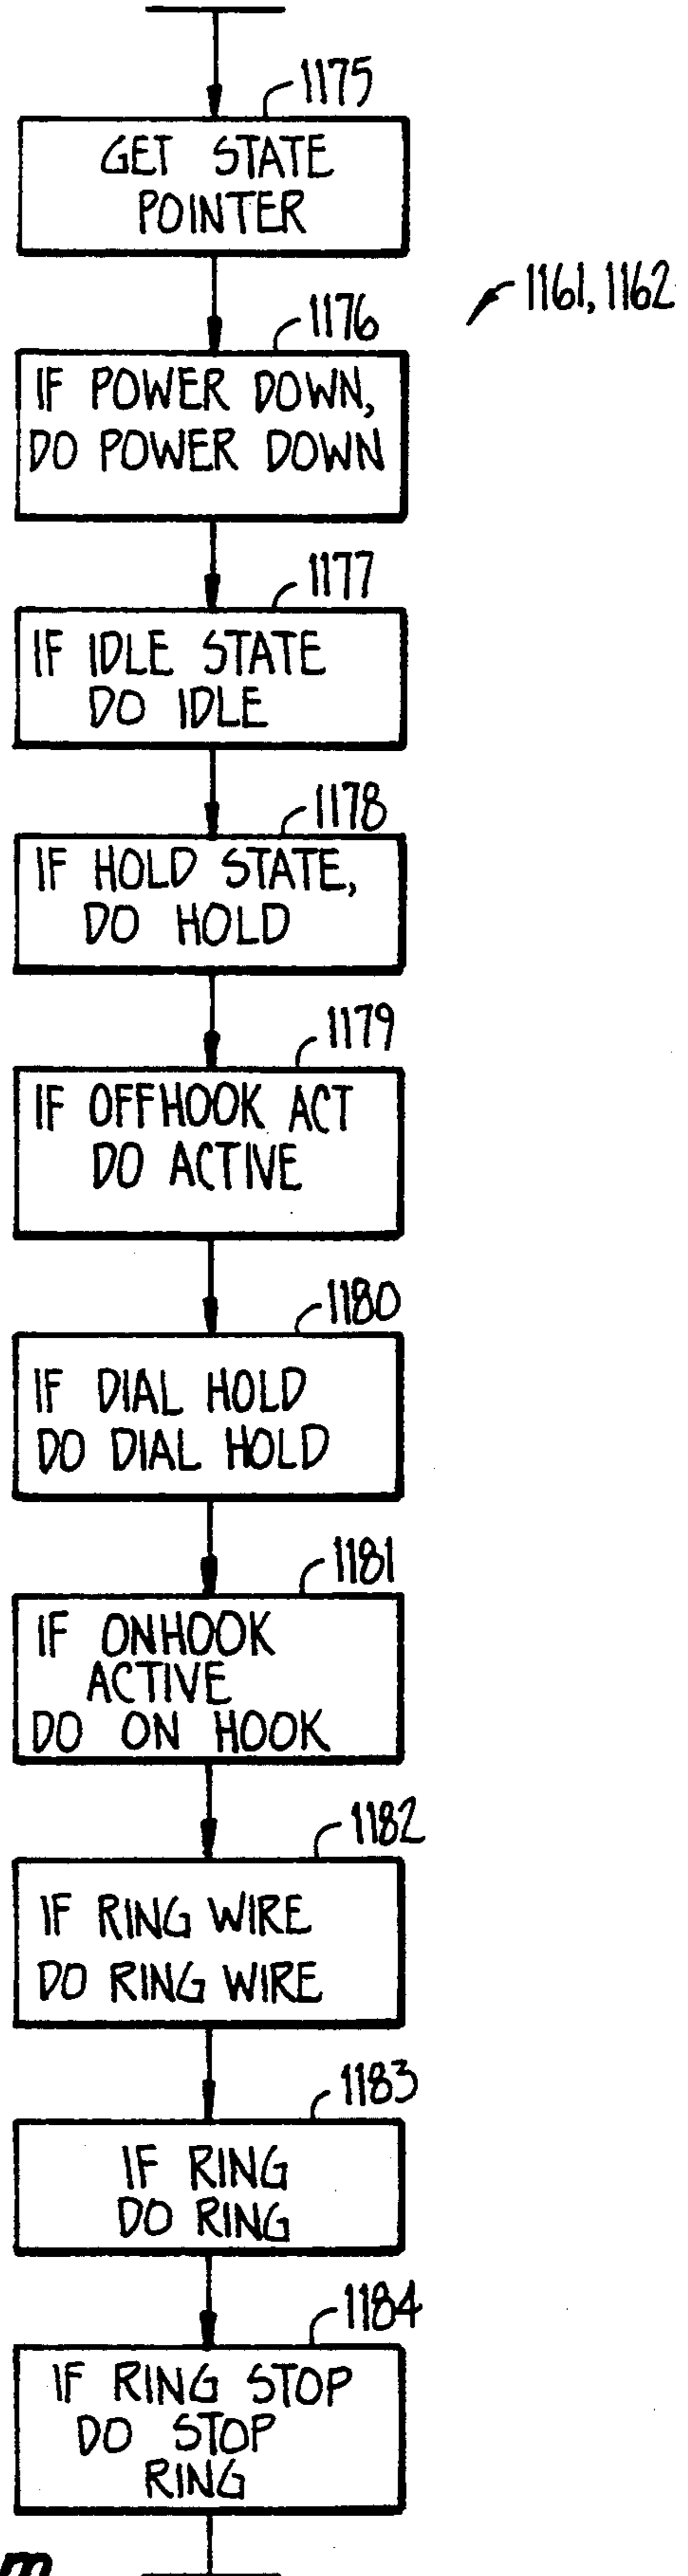 1175
GET STATE
POINTER
1161, 1162
1176
IF POWER DOWN,
DO POWER DOWN
1177
IF IDLE STATE
DO IDLE
1178
IF HOLD STATE,
DO HOLD
1179
IF OFFHOOK ACT
DO ACTIVE
1180
IF DIAL HOLD
DO DIAL HOLD
1181
IF ONHOOK
ACTIVE
DO ON HOOK
1182
IF RING WIRE
DO RING WIRE
1183
IF RING
DO RING
1184
IF RING STOP
DO STOP
RING